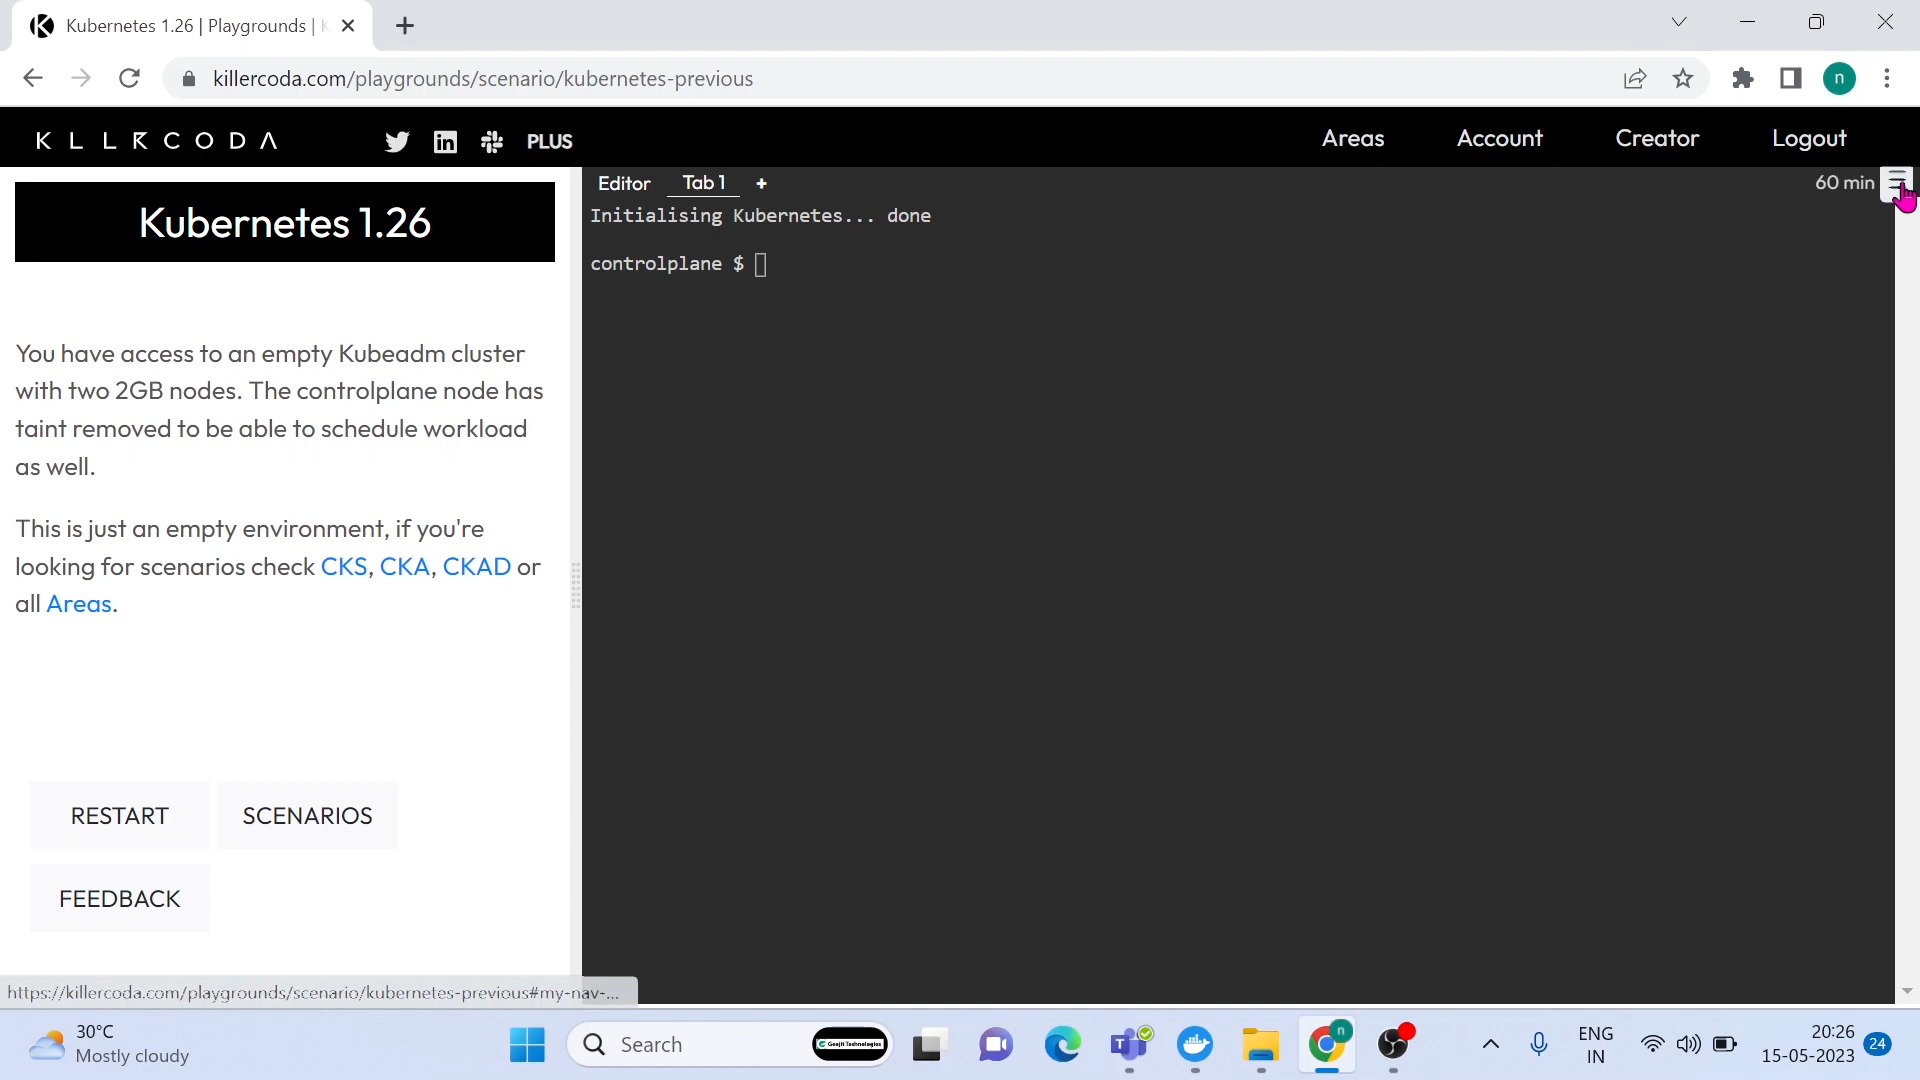 Kubernetes 1.26 | Playgrounds |
killercoda.com/playgrounds/scenario/kubernetes-previous
n
KLLRCODA
PLUS
Areas
Account
Creator
Logout
Kubernetes 1.26
Editor
Tab 1
+
60 min
Initialising Kubernetes... done
controlplane $
You have access to an empty Kubeadm cluster
with two 2GB nodes. The controlplane node has
taint removed to be able to schedule workload
as well.
This is just an empty environment, if you're
looking for scenarios check CKS, CKA, CKAD or
all Areas.
RESTART
SCENARIOS
FEEDBACK
https://killercoda.com/playgrounds/scenario/kubernetes-previous#my-nav-...
30°C
Mostly cloudy
Search
Geojit Technologies
n
ENG
IN
20:26
15-05-2023
24